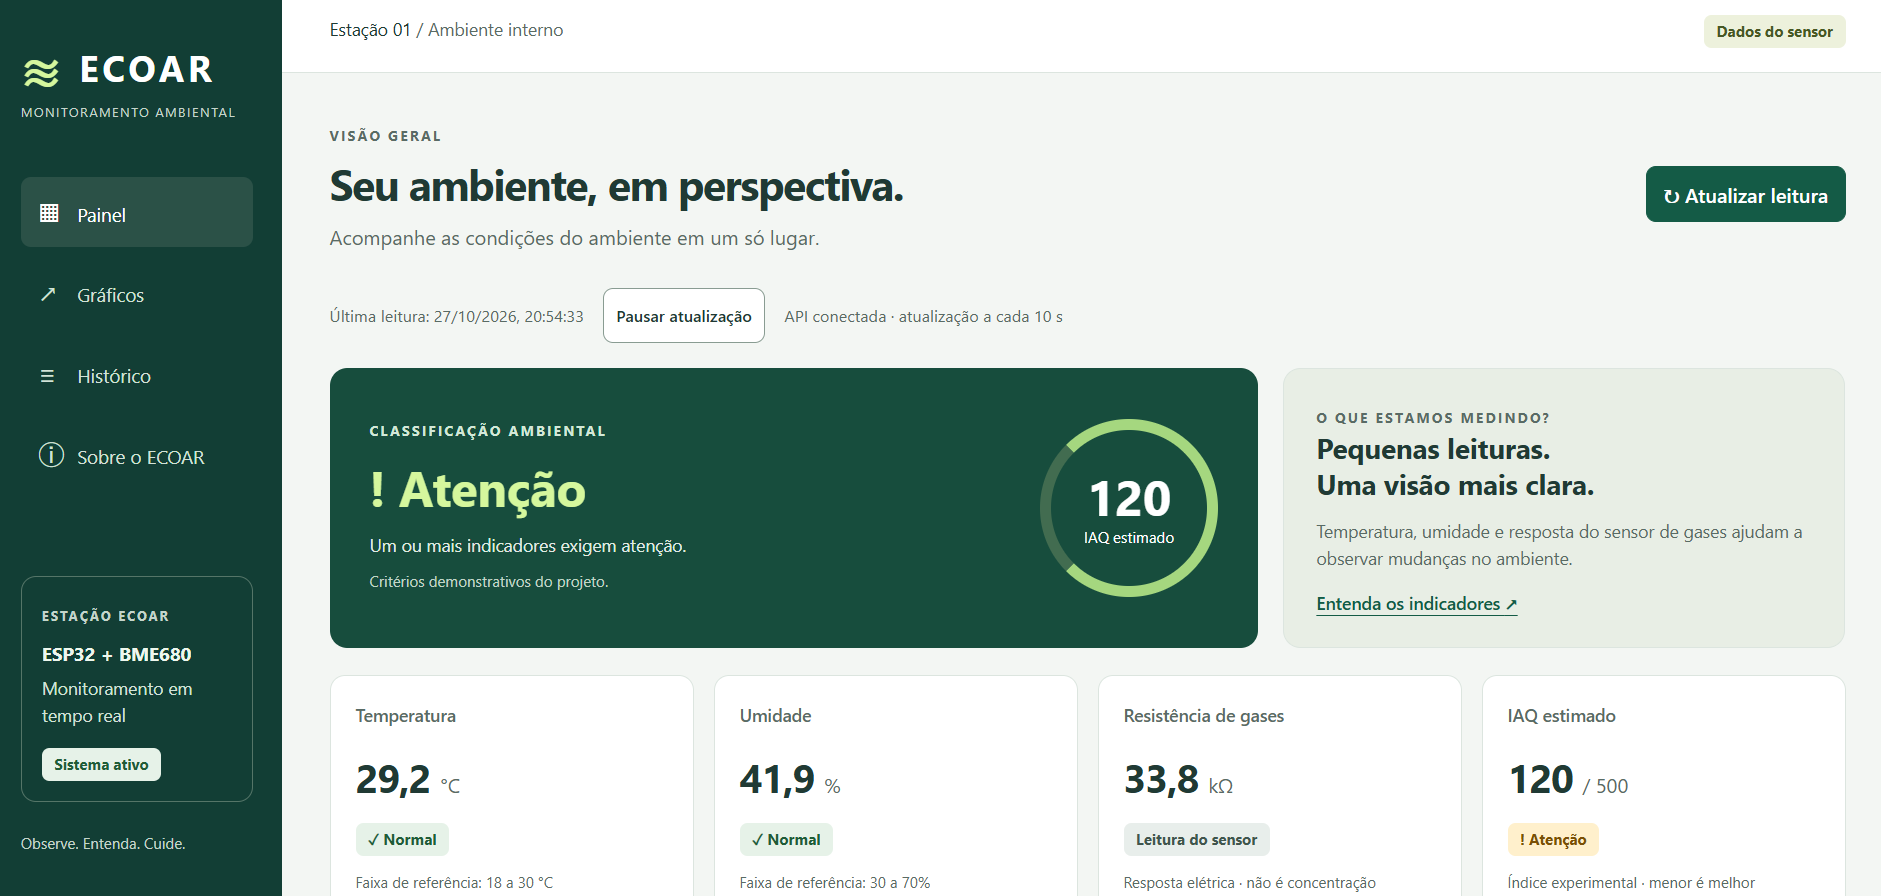 ECOAR
MONITORAMENTO AMBIENTAL
Painel
Gráficos
Histórico
Sobre o ECOAR
ESTAÇÃO ECOAR
ESP32 + BME680
Monitoramento em
tempo real
Sistema ativo
Observe. Entenda. Cuide.
Estação 01 / Ambiente interno
Dados do sensor
VISÃO GERAL
Seu ambiente, em perspectiva.
Acompanhe as condições do ambiente em um só lugar.
↻ Atualizar leitura
Última leitura: 27/10/2026, 20:54:33
Pausar atualização
API conectada · atualização a cada 10 s
CLASSIFICAÇÃO AMBIENTAL
! Atenção
Um ou mais indicadores exigem atenção.
Critérios demonstrativos do projeto.
120
IAQ estimado
O QUE ESTAMOS MEDINDO?
Pequenas leituras.
Uma visão mais clara.
Temperatura, umidade e resposta do sensor de gases ajudam a
observar mudanças no ambiente.
Entenda os indicadores ↗
Temperatura
29,2 °C
✓ Normal
Faixa de referência: 18 a 30 °C
Umidade
41,9 %
✓ Normal
Faixa de referência: 30 a 70%
Resistência de gases
33,8 kΩ
Leitura do sensor
Resposta elétrica · não é concentração
IAQ estimado
120 / 500
! Atenção
Índice experimental · menor é melhor